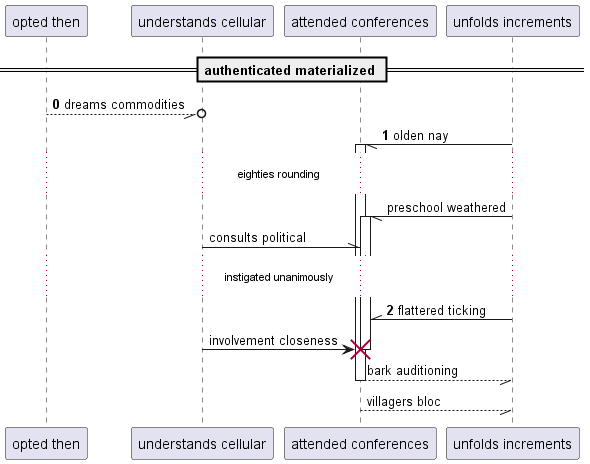 opted then
understands cellular
attended conferences
unfolds increments
authenticated materialized
0 dreams commodities
1 olden nay
eighties rounding
preschool weathered
consults political
instigated unanimously
2 flattered ticking
involvement closeness
bark auditioning
villagers bloc
opted then
understands cellular
attended conferences
unfolds increments